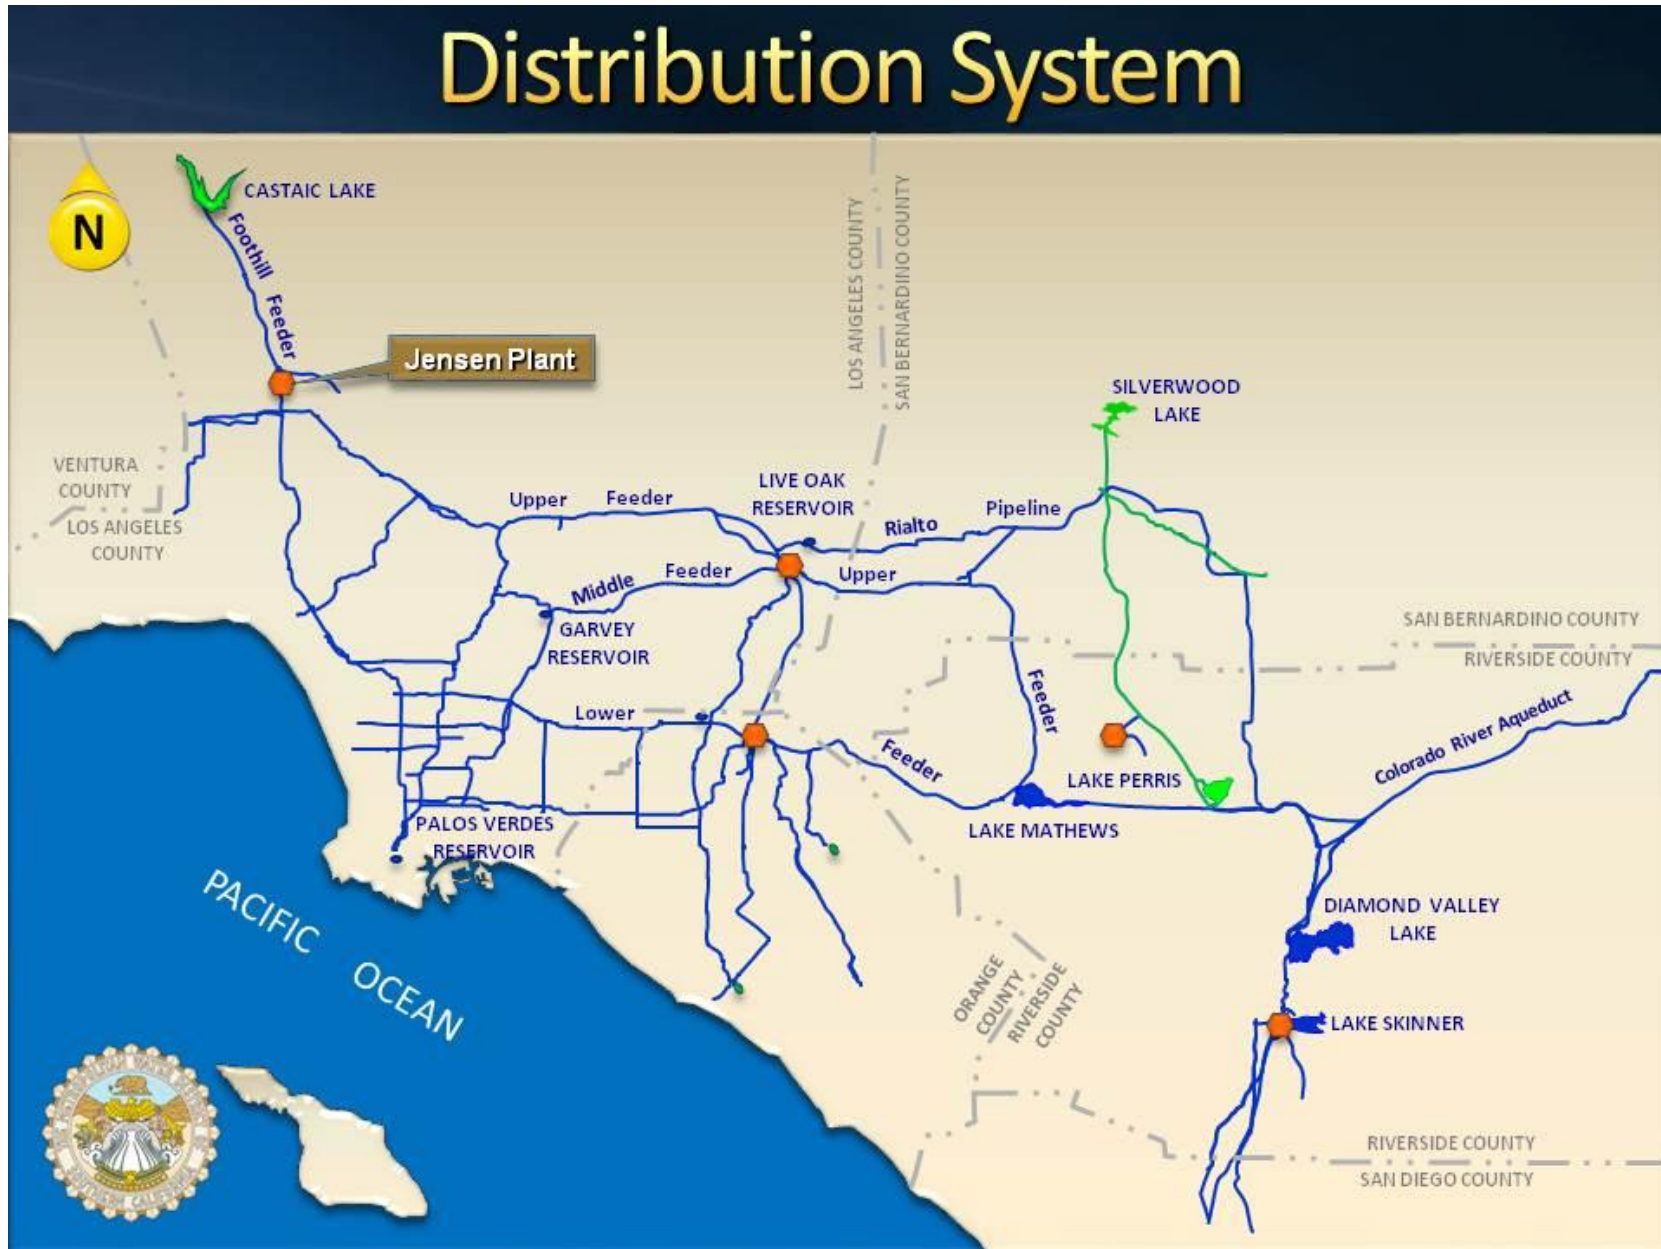 Distribution System
N
CASTAIC LAKE
Foothill Feeder
Jensen Plant
LOS ANGELES COUNTY
SAN BERNARDINO COUNTY
SILVERWOOD
LAKE
VENTURA
COUNTY
LOS ANGELES
COUNTY
Upper Feeder
LIVE OAK
RESERVOIR
Rialto Pipeline
Middle Feeder
Upper
Feeder
GARVEY
RESERVOIR
SAN BERNARDINO COUNTY
RIVERSIDE COUNTY
Lower
Feeder
Colorado River Aqueduct
LAKE PERRIS
LAKE MATHEWS
PALOS VERDES
RESERVOIR
PACIFIC OCEAN
DIAMOND VALLEY
LAKE
ORANGE
COUNTY
RIVERSIDE
COUNTY
LAKE SKINNER
RIVERSIDE COUNTY
SAN DIEGO COUNTY